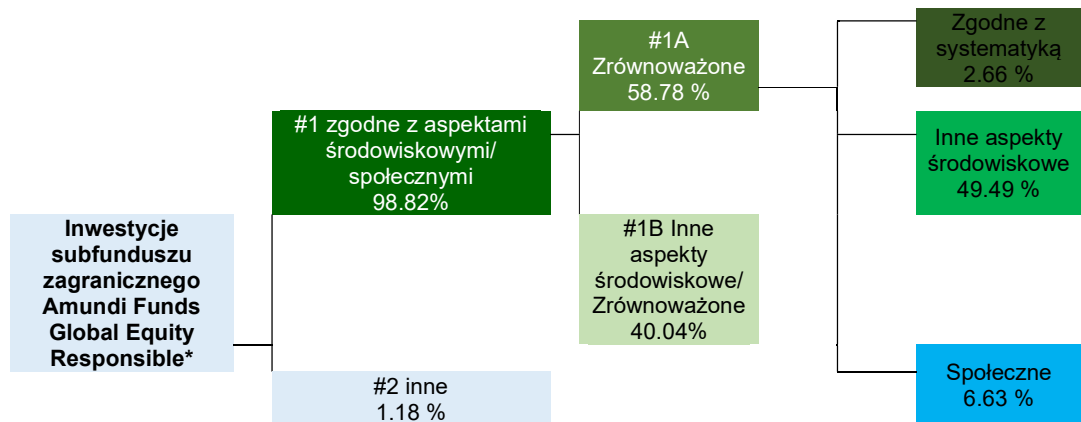 Inwestycje
subfunduszu
zagranicznego
Amundi Funds
Global Equity
Responsible*
#1 zgodne z aspektami
środowiskowymi/
społecznymi
98.82%
#2 inne
1.18 %
#1A
Zrównoważone
58.78 %
#1B Inne
aspekty
środowiskowe/
Zrównoważone
40.04%
Zgodne z
systematyką
2.66 %
Inne aspekty
środowiskowe
49.49 %
Społeczne
6.63 %